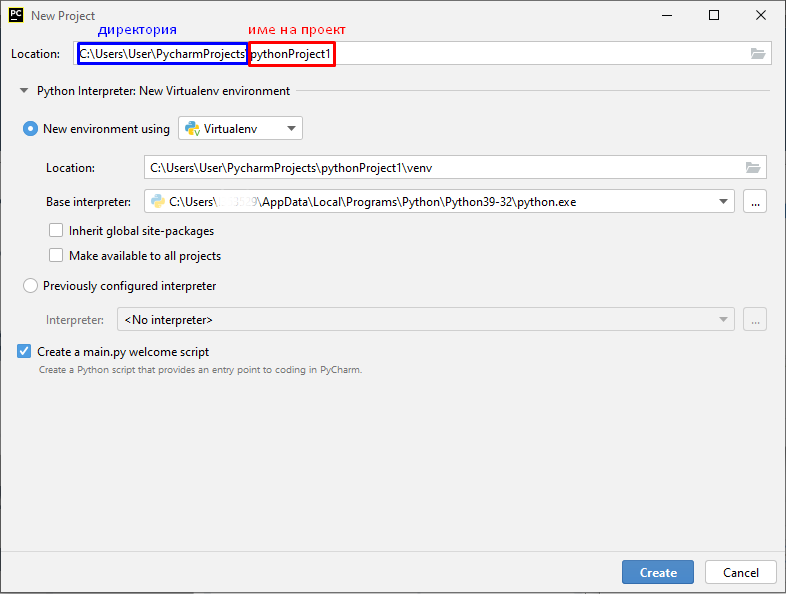 PC New Project
директория име на проект
Location: C:\Users\User\PycharmProjects\pythonProject1
Python Interpreter: New Virtualenv environment
New environment using Virtualenv
Location: C:\Users\User\PycharmProjects\pythonProject1\venv
Base interpreter: C:\Users\ \AppData\Local\Programs\Python\Python39-32\python.exe ...
Inherit global site-packages
Make available to all projects
Previously configured interpreter
Interpreter: <No interpreter> ...
Create a main.py welcome script
Create a Python script that provides an entry point to coding in PyCharm.
Create Cancel